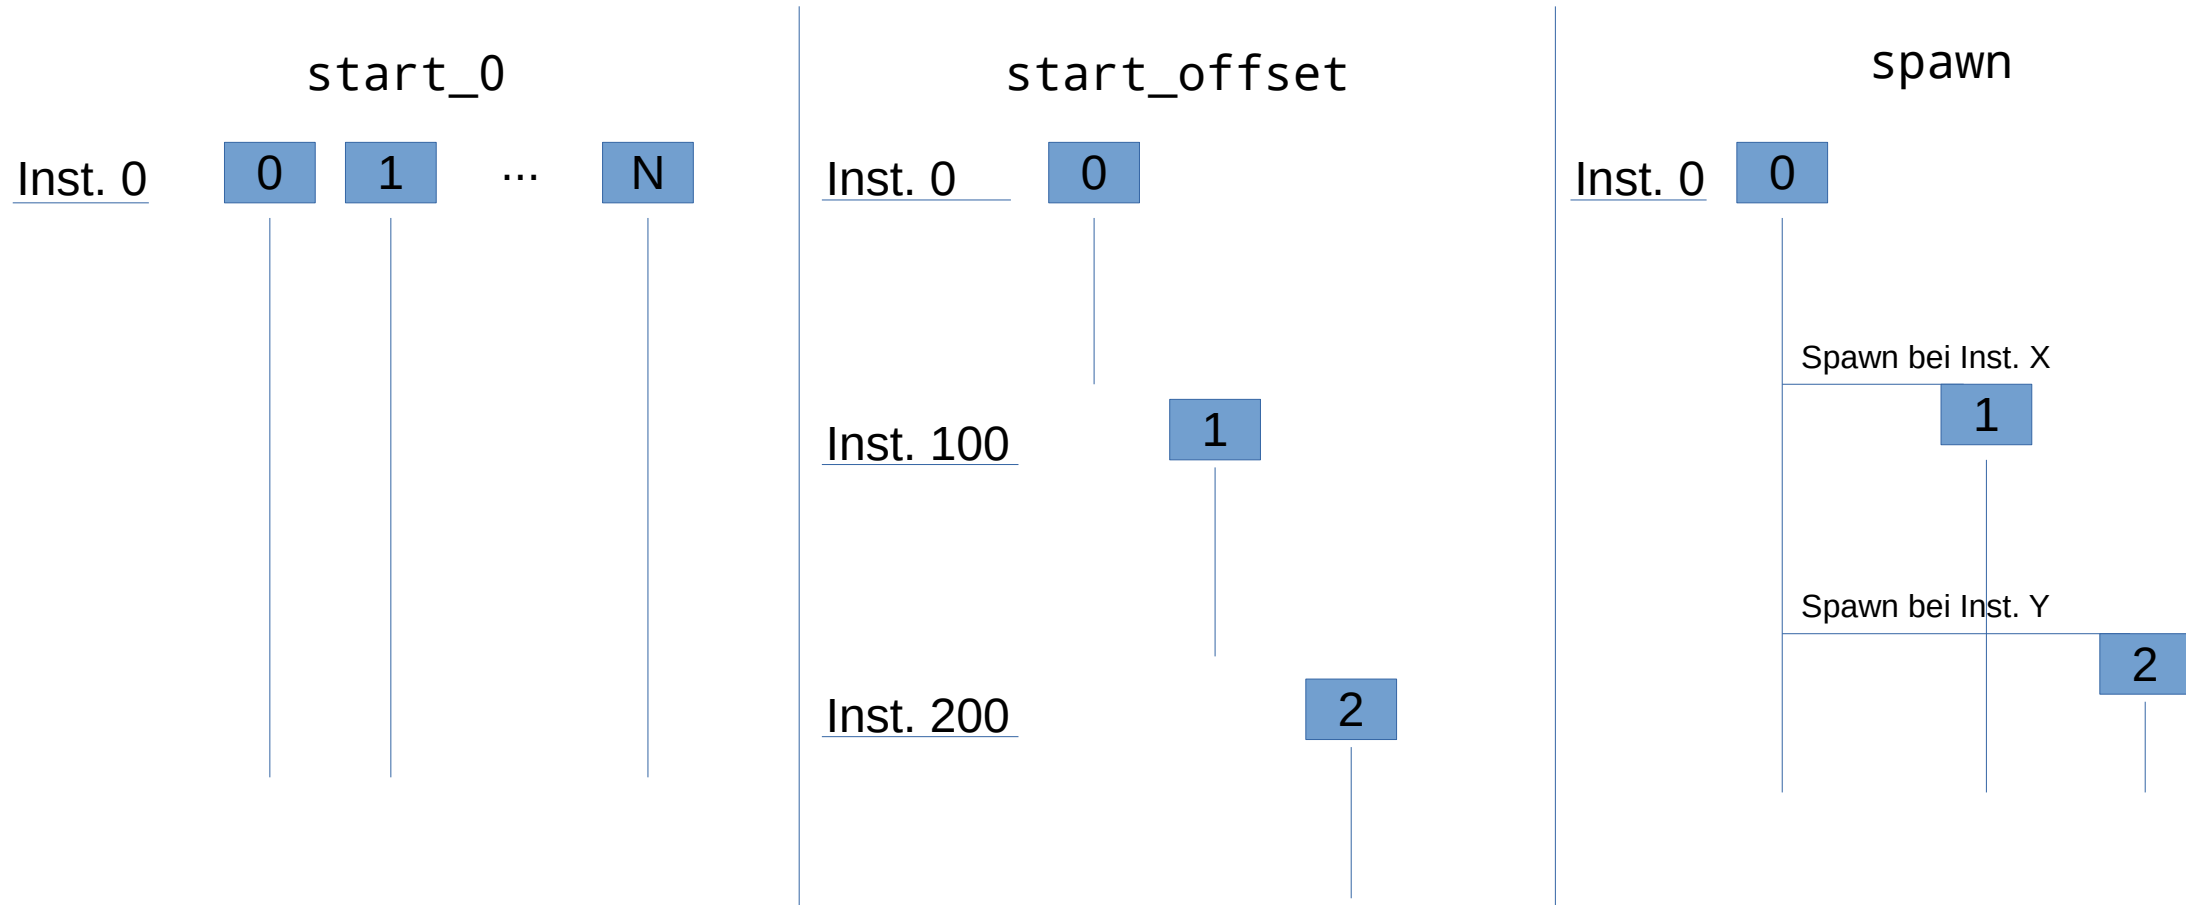 start_0
Inst. 0 0 1 ... N
start_offset
Inst. 0 0
Inst. 100 1
Inst. 200 2
spawn
Inst. 0 0
Spawn bei Inst. X
1
Spawn bei Inst. Y
2